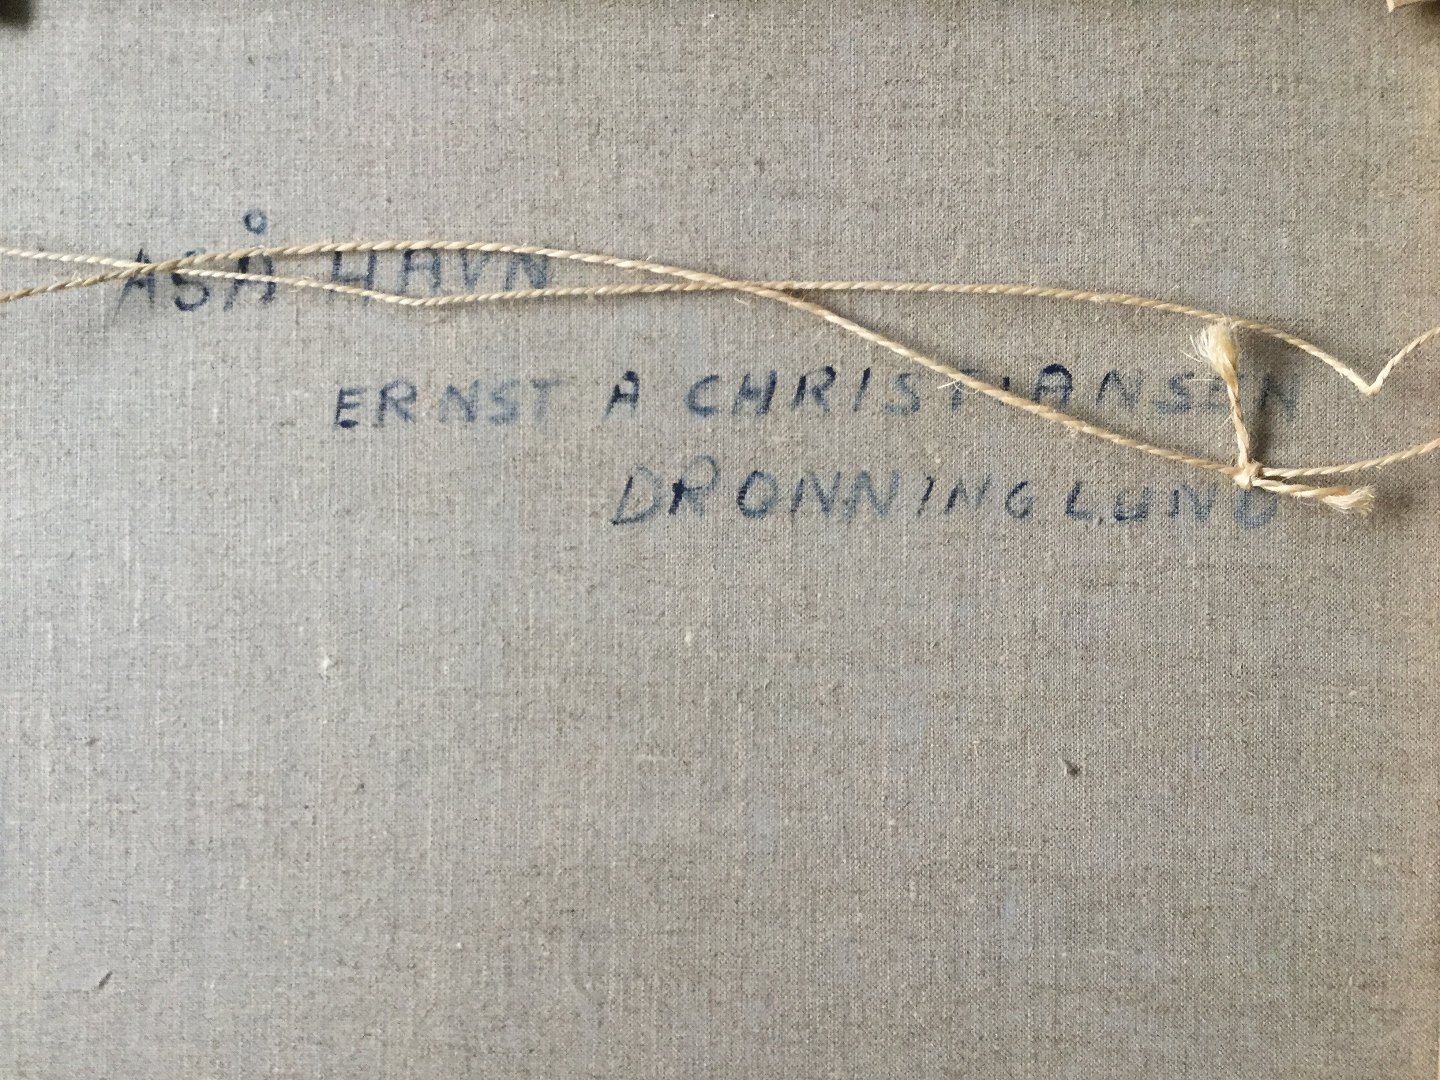 ASÅ HAVN
ERNST A CHRISTIANSEN
DRONNINGLUND